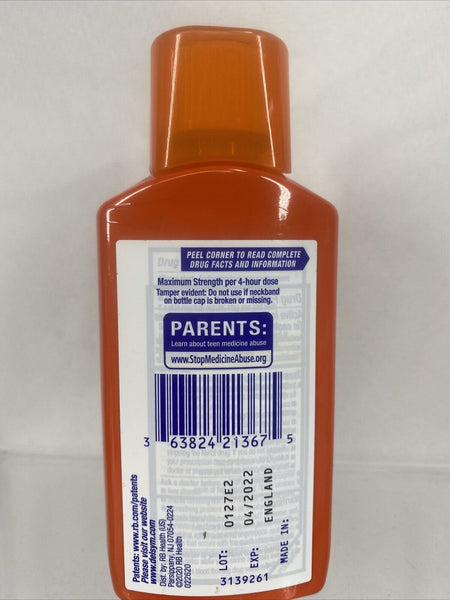 PEEL CORNER TO READ COMPLETE
DRUG FACTS AND INFORMATION
Maximum Strength per 4-hour dose
Tamper evident: Do not use if neckband
on bottle cap is broken or missing.
PARENTS:
Learn about teen medicine abuse
www.StopMedicineAbuse.org
3 63824 21367 5
Patents: www.rb.com/patents
Please visit our website
www.delsym.com
Dist. by: RB Health (US)
Parsippany, NJ 07054-0224
©2020 RB Health
022620
LOT: 0127E2
EXP: 04/2022
MADE IN: ENGLAND
3139261